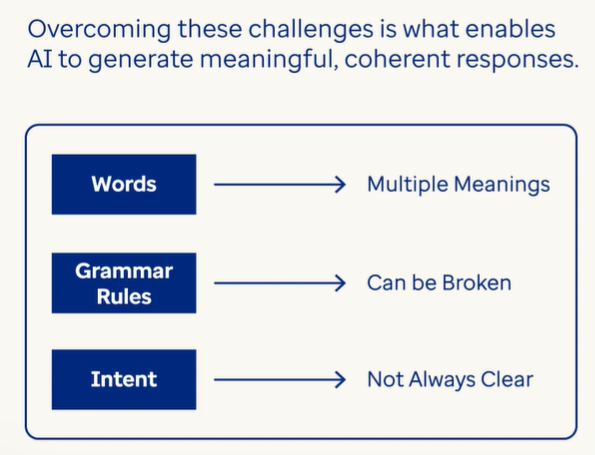 Overcoming these challenges is what enables
AI to generate meaningful, coherent responses.
Words
Multiple Meanings
Grammar
Rules
Can be Broken
Intent
Not Always Clear